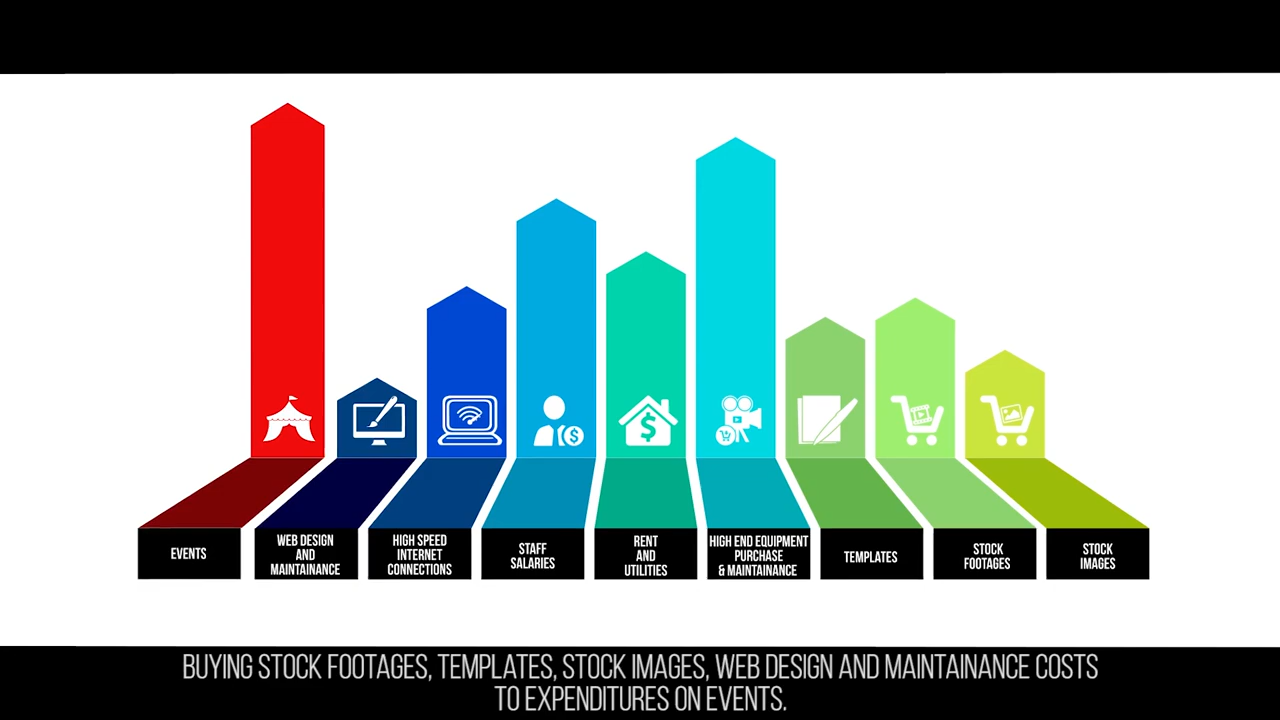 EVENTS
WEB DESIGN
AND
MAINTAINANCE
HIGH SPEED
INTERNET
CONNECTIONS
STAFF
SALARIES
RENT
AND
UTILITIES
HIGH END EQUIPMENT
PURCHASE
& MAINTAINANCE
TEMPLATES
STOCK
FOOTAGES
STOCK
IMAGES
BUYING STOCK FOOTAGES, TEMPLATES, STOCK IMAGES, WEB DESIGN AND MAINTAINANCE COSTS
TO EXPENDITURES ON EVENTS.